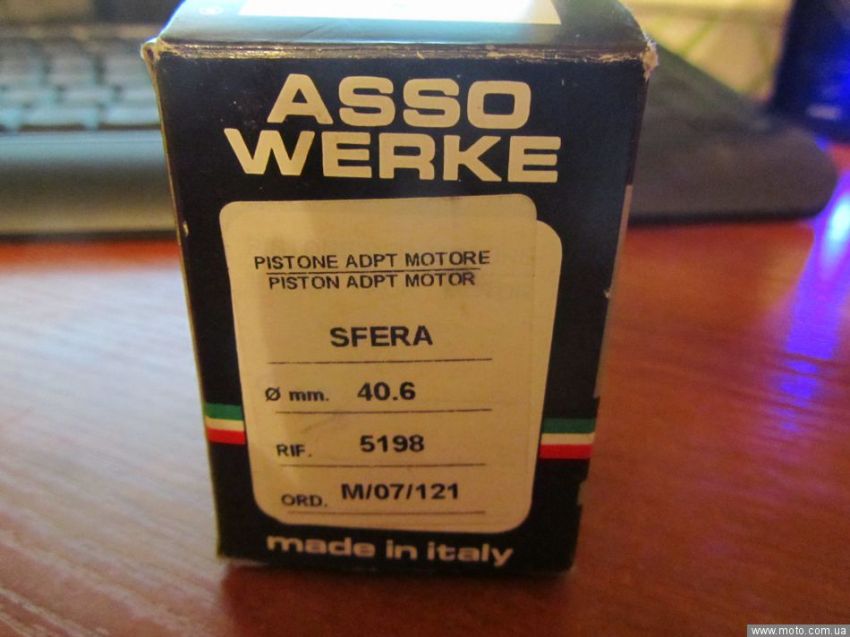 ASSO
WERKE
PISTONE ADPT MOTORE
PISTON ADPT MOTOR
SFERA
Ø mm. 40.6
RIF. 5198
ORD. M/07/121
made in italy
www.moto.com.ua